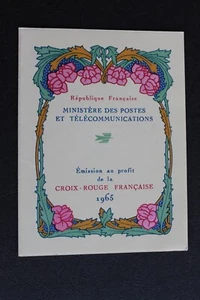 République Française
MINISTÈRE DES POSTES
ET TÉLÉCOMMUNICATIONS
Émission au profit
de la
CROIX-ROUGE FRANÇAISE
1965